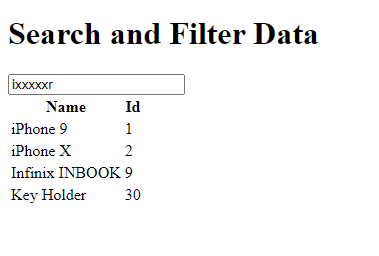 Search and Filter Data
ixxxxxr
Name Id
iPhone 9 1
iPhone X 2
Infinix INBOOK 9
Key Holder 30